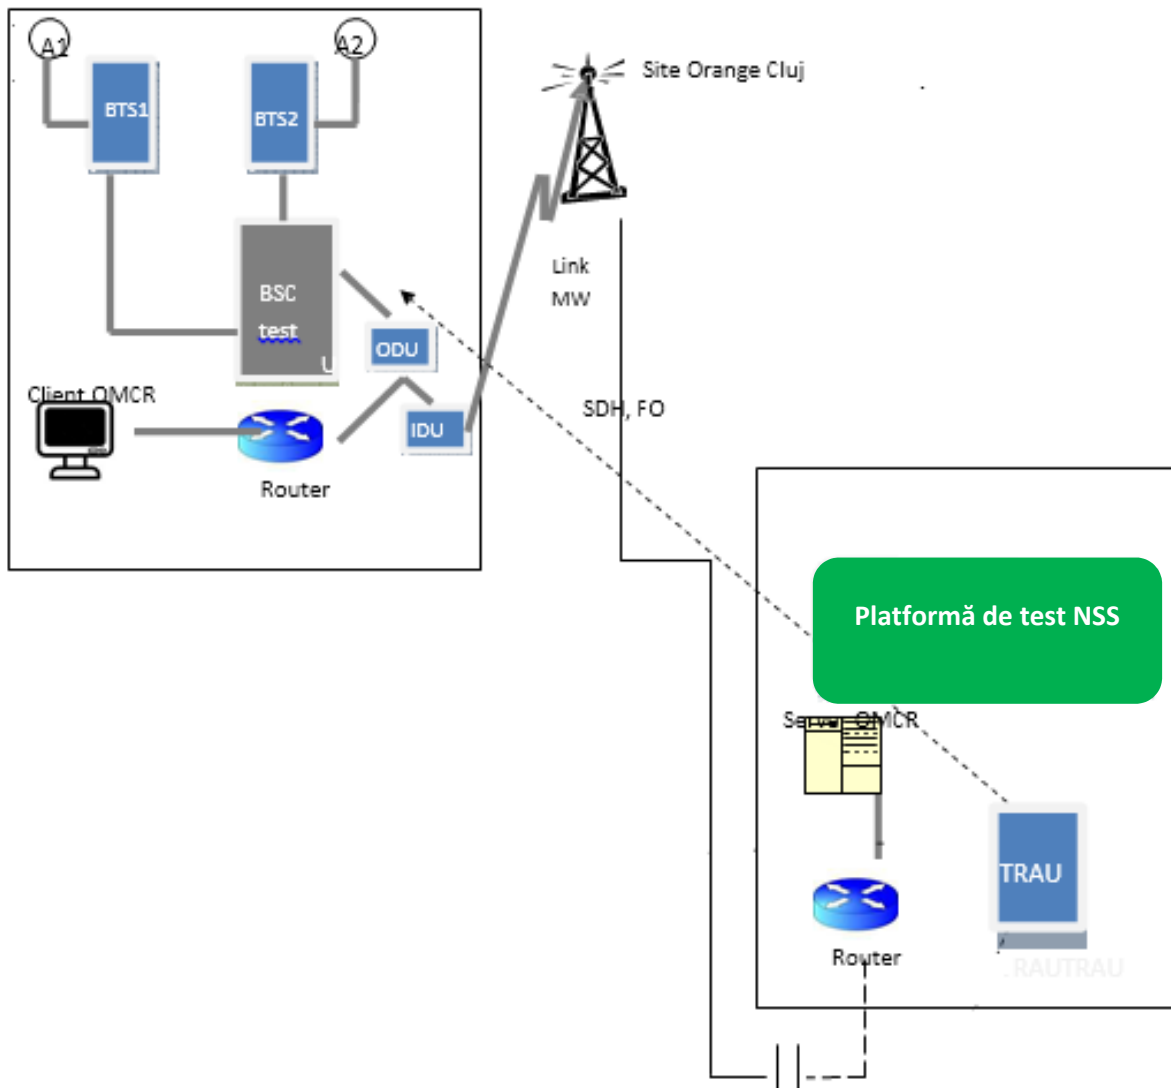 A1
A2
BTS1
BTS2
Site Orange Cluj
BSC
test
U
Link
MW
ODU
IDU
Client OMCR
Router
SDH, FO
Platformă de test NSS
Server OMCR
TRAU
Router
RAUTRAU